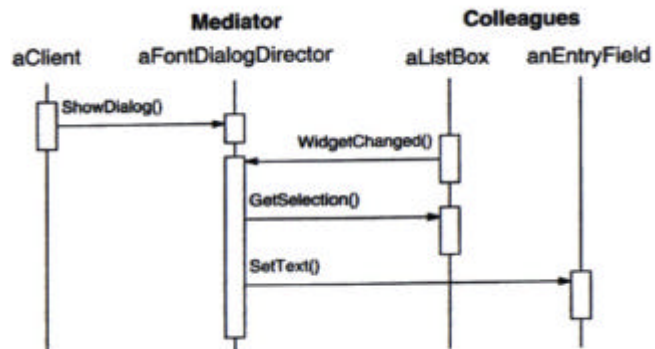 Mediator Colleagues
aClient aFontDialogDirector aListBox anEntryField
ShowDialog()
WidgetChanged()
GetSelection()
SetText()